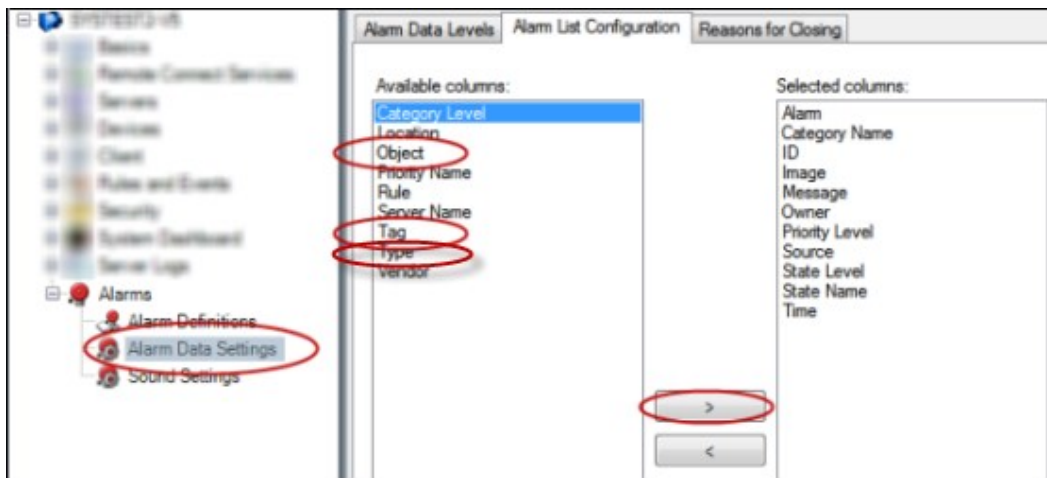 Alarms
Alarm Definitions
Alarm Data Settings
Sound Settings
Alarm Data Levels
Alarm List Configuration
Reasons for Closing
Available columns:
Category Level
Location
Object
Priority Name
Rule
Server Name
Tag
Type
Vendor
>
<
Selected columns:
Alarm
Category Name
ID
Image
Message
Owner
Priority Level
Source
State Level
State Name
Time